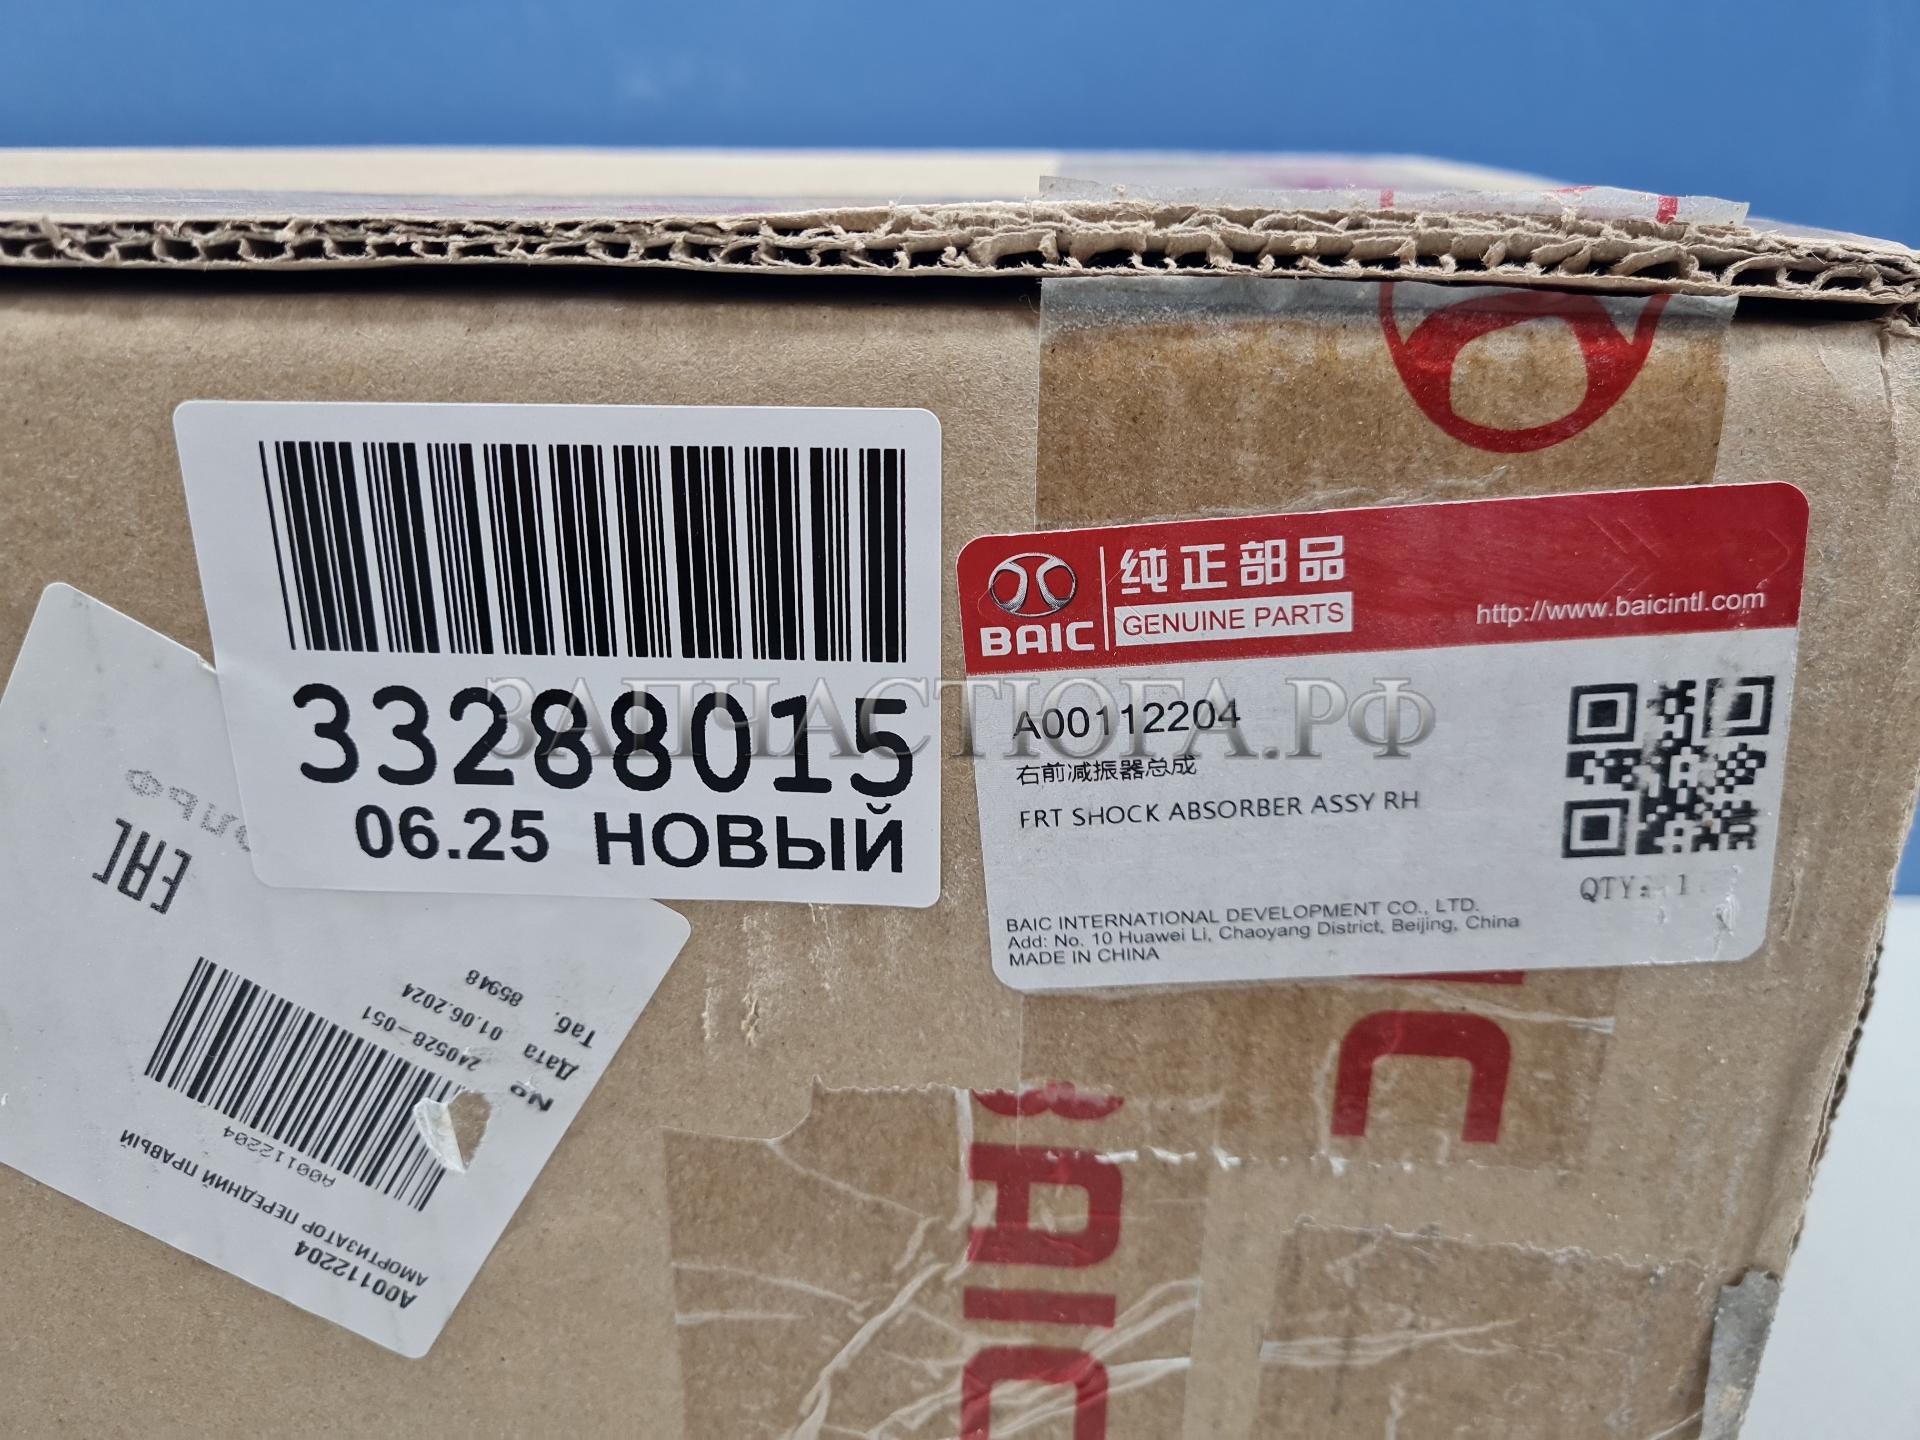 33288015
06.25 НОВЫЙ
BAIC
纯正部品
GENUINE PARTS
http://www.baicintl.com
A00112204
右前减振器总成
FRT SHOCK ABSORBER ASSY RH
QTY: 1
BAIC INTERNATIONAL DEVELOPMENT CO., LTD.
Add: No. 10 Huawei Li, Chaoyang District, Beijing, China
MADE IN CHINA
ЗАПЧАСТЮГА.РФ
A00112204
АМОРТИЗАТОР ПЕРЕДНИЙ ПРАВЫЙ
A00112204
№ 240528-051
Дата 01.06.2024
Таб. 85948
EAC
BAIC
C